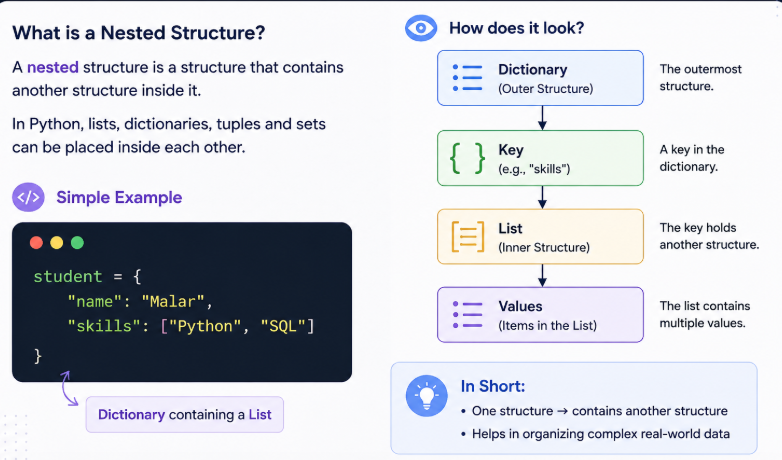 What is a Nested Structure?
A nested structure is a structure that contains
another structure inside it.
In Python, lists, dictionaries, tuples and sets
can be placed inside each other.
</> Simple Example
student = {
"name": "Malar",
"skills": ["Python", "SQL"]
}
Dictionary containing a List
How does it look?
Dictionary
(Outer Structure)
The outermost
structure.
{ } Key
(e.g., "skills")
A key in the
dictionary.
List
(Inner Structure)
The key holds
another structure.
Values
(Items in the List)
The list contains
multiple values.
In Short:
• One structure → contains another structure
• Helps in organizing complex real-world data